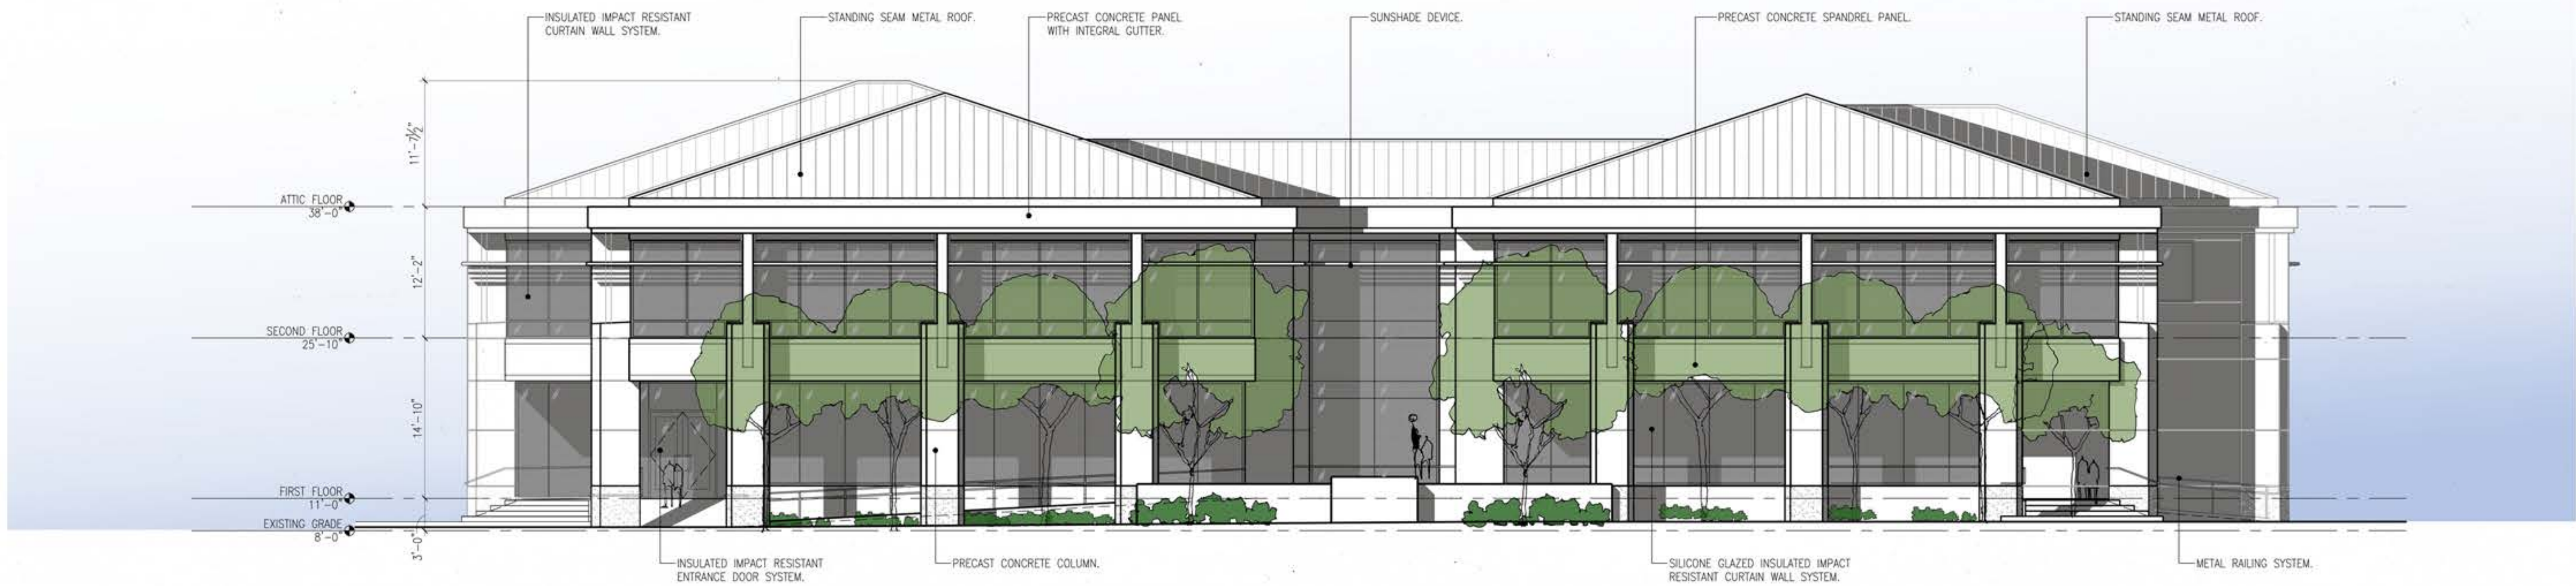 INSULATED IMPACT RESISTANT
CURTAIN WALL SYSTEM.
STANDING SEAM METAL ROOF.
PRECAST CONCRETE PANEL
WITH INTEGRAL GUTTER.
SUNSHADE DEVICE.
PRECAST CONCRETE SPANDREL PANEL.
STANDING SEAM METAL ROOF.
11'-7½"
ATTIC FLOOR
38'-0"
12'-2"
SECOND FLOOR
25'-10"
14'-10"
FIRST FLOOR
11'-0"
EXISTING GRADE
8'-0"
3'-0"
INSULATED IMPACT RESISTANT
ENTRANCE DOOR SYSTEM.
PRECAST CONCRETE COLUMN.
SILICONE GLAZED INSULATED IMPACT
RESISTANT CURTAIN WALL SYSTEM.
METAL RAILING SYSTEM.